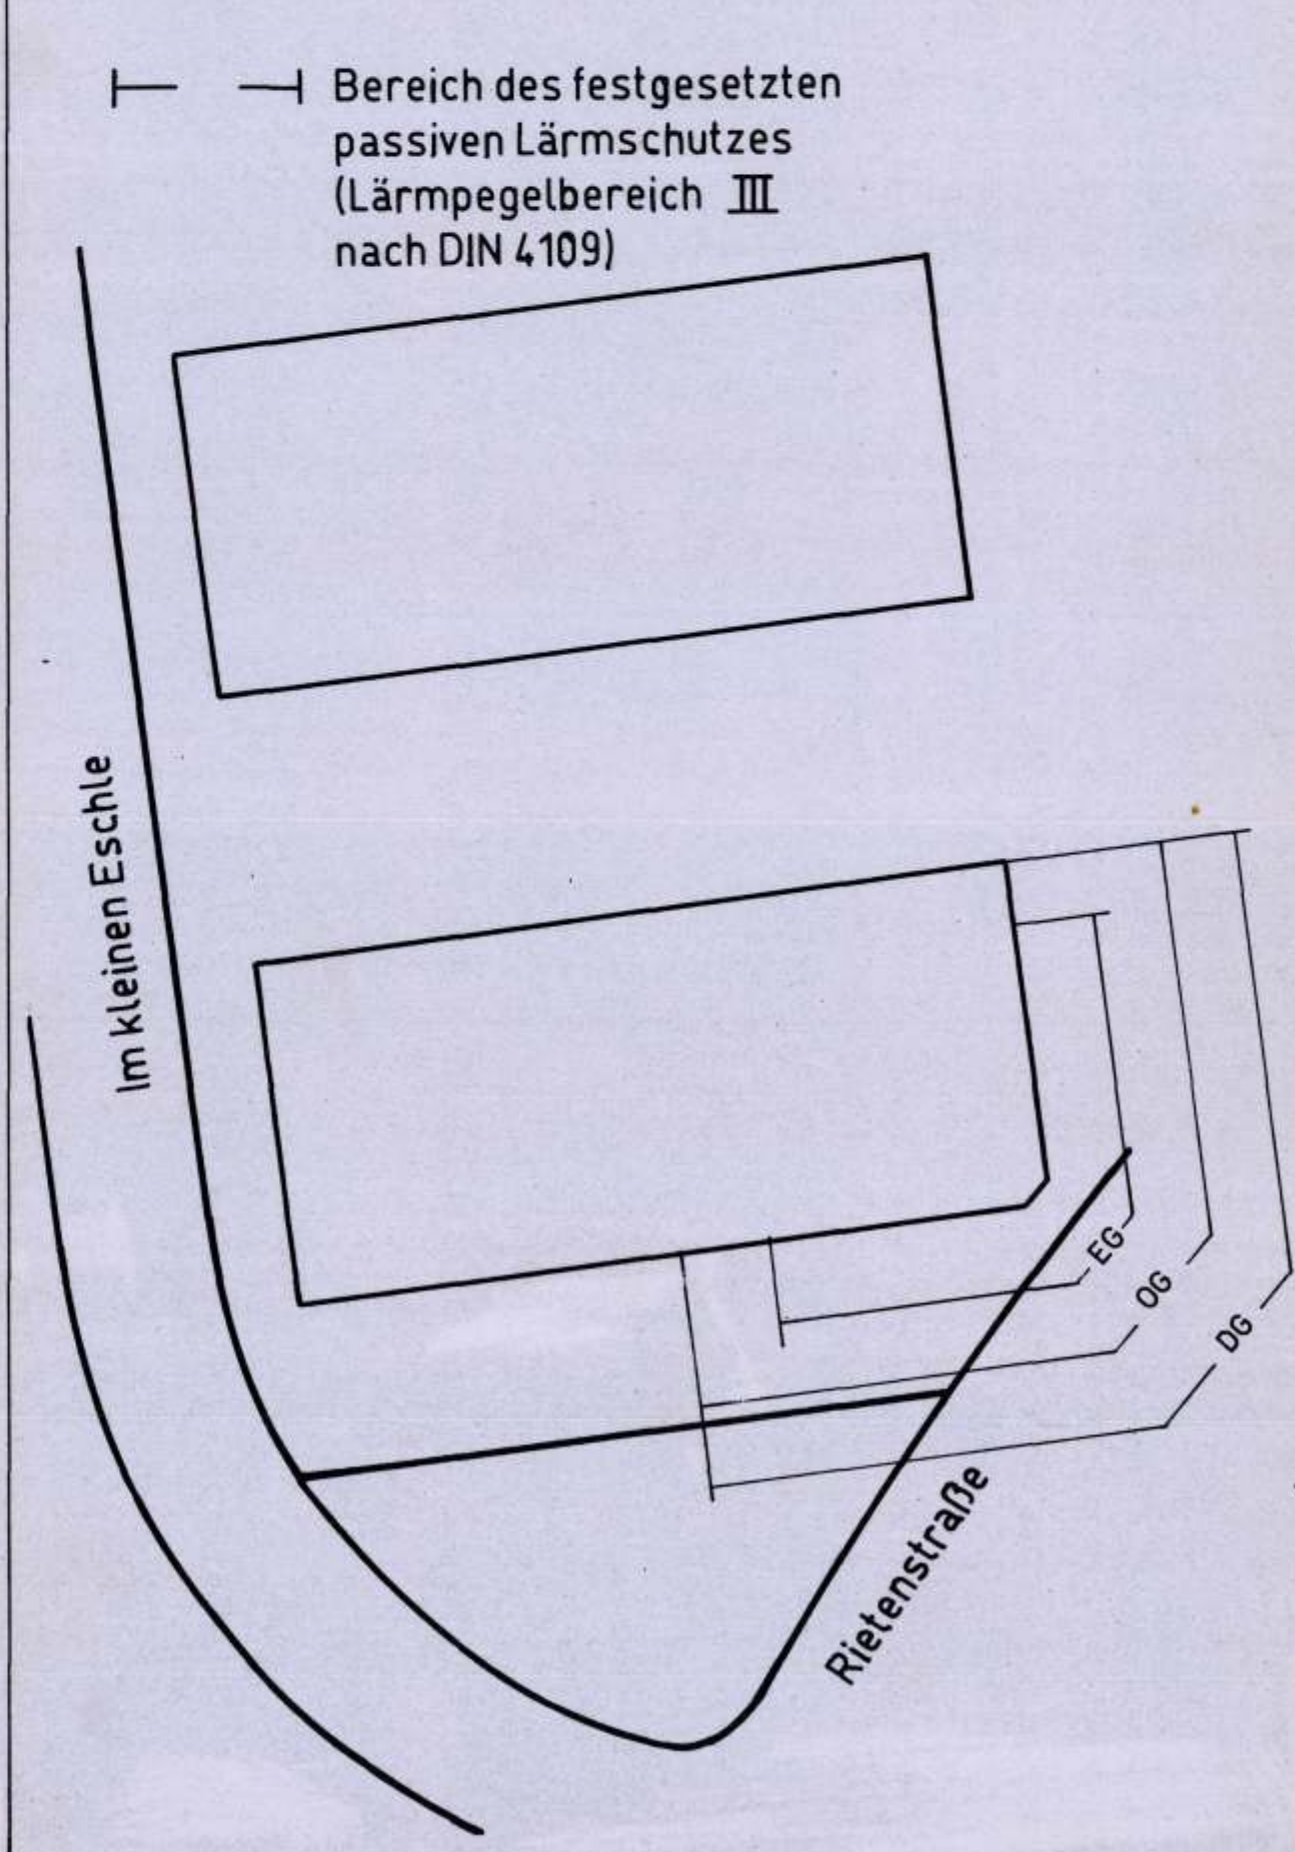 Bereich des festgesetzten
passiven Lärmschutzes
(Lärmpegelbereich III
nach DIN 4109)
Im kleinen Eschle
EG
OG
DG
Rietenstraße